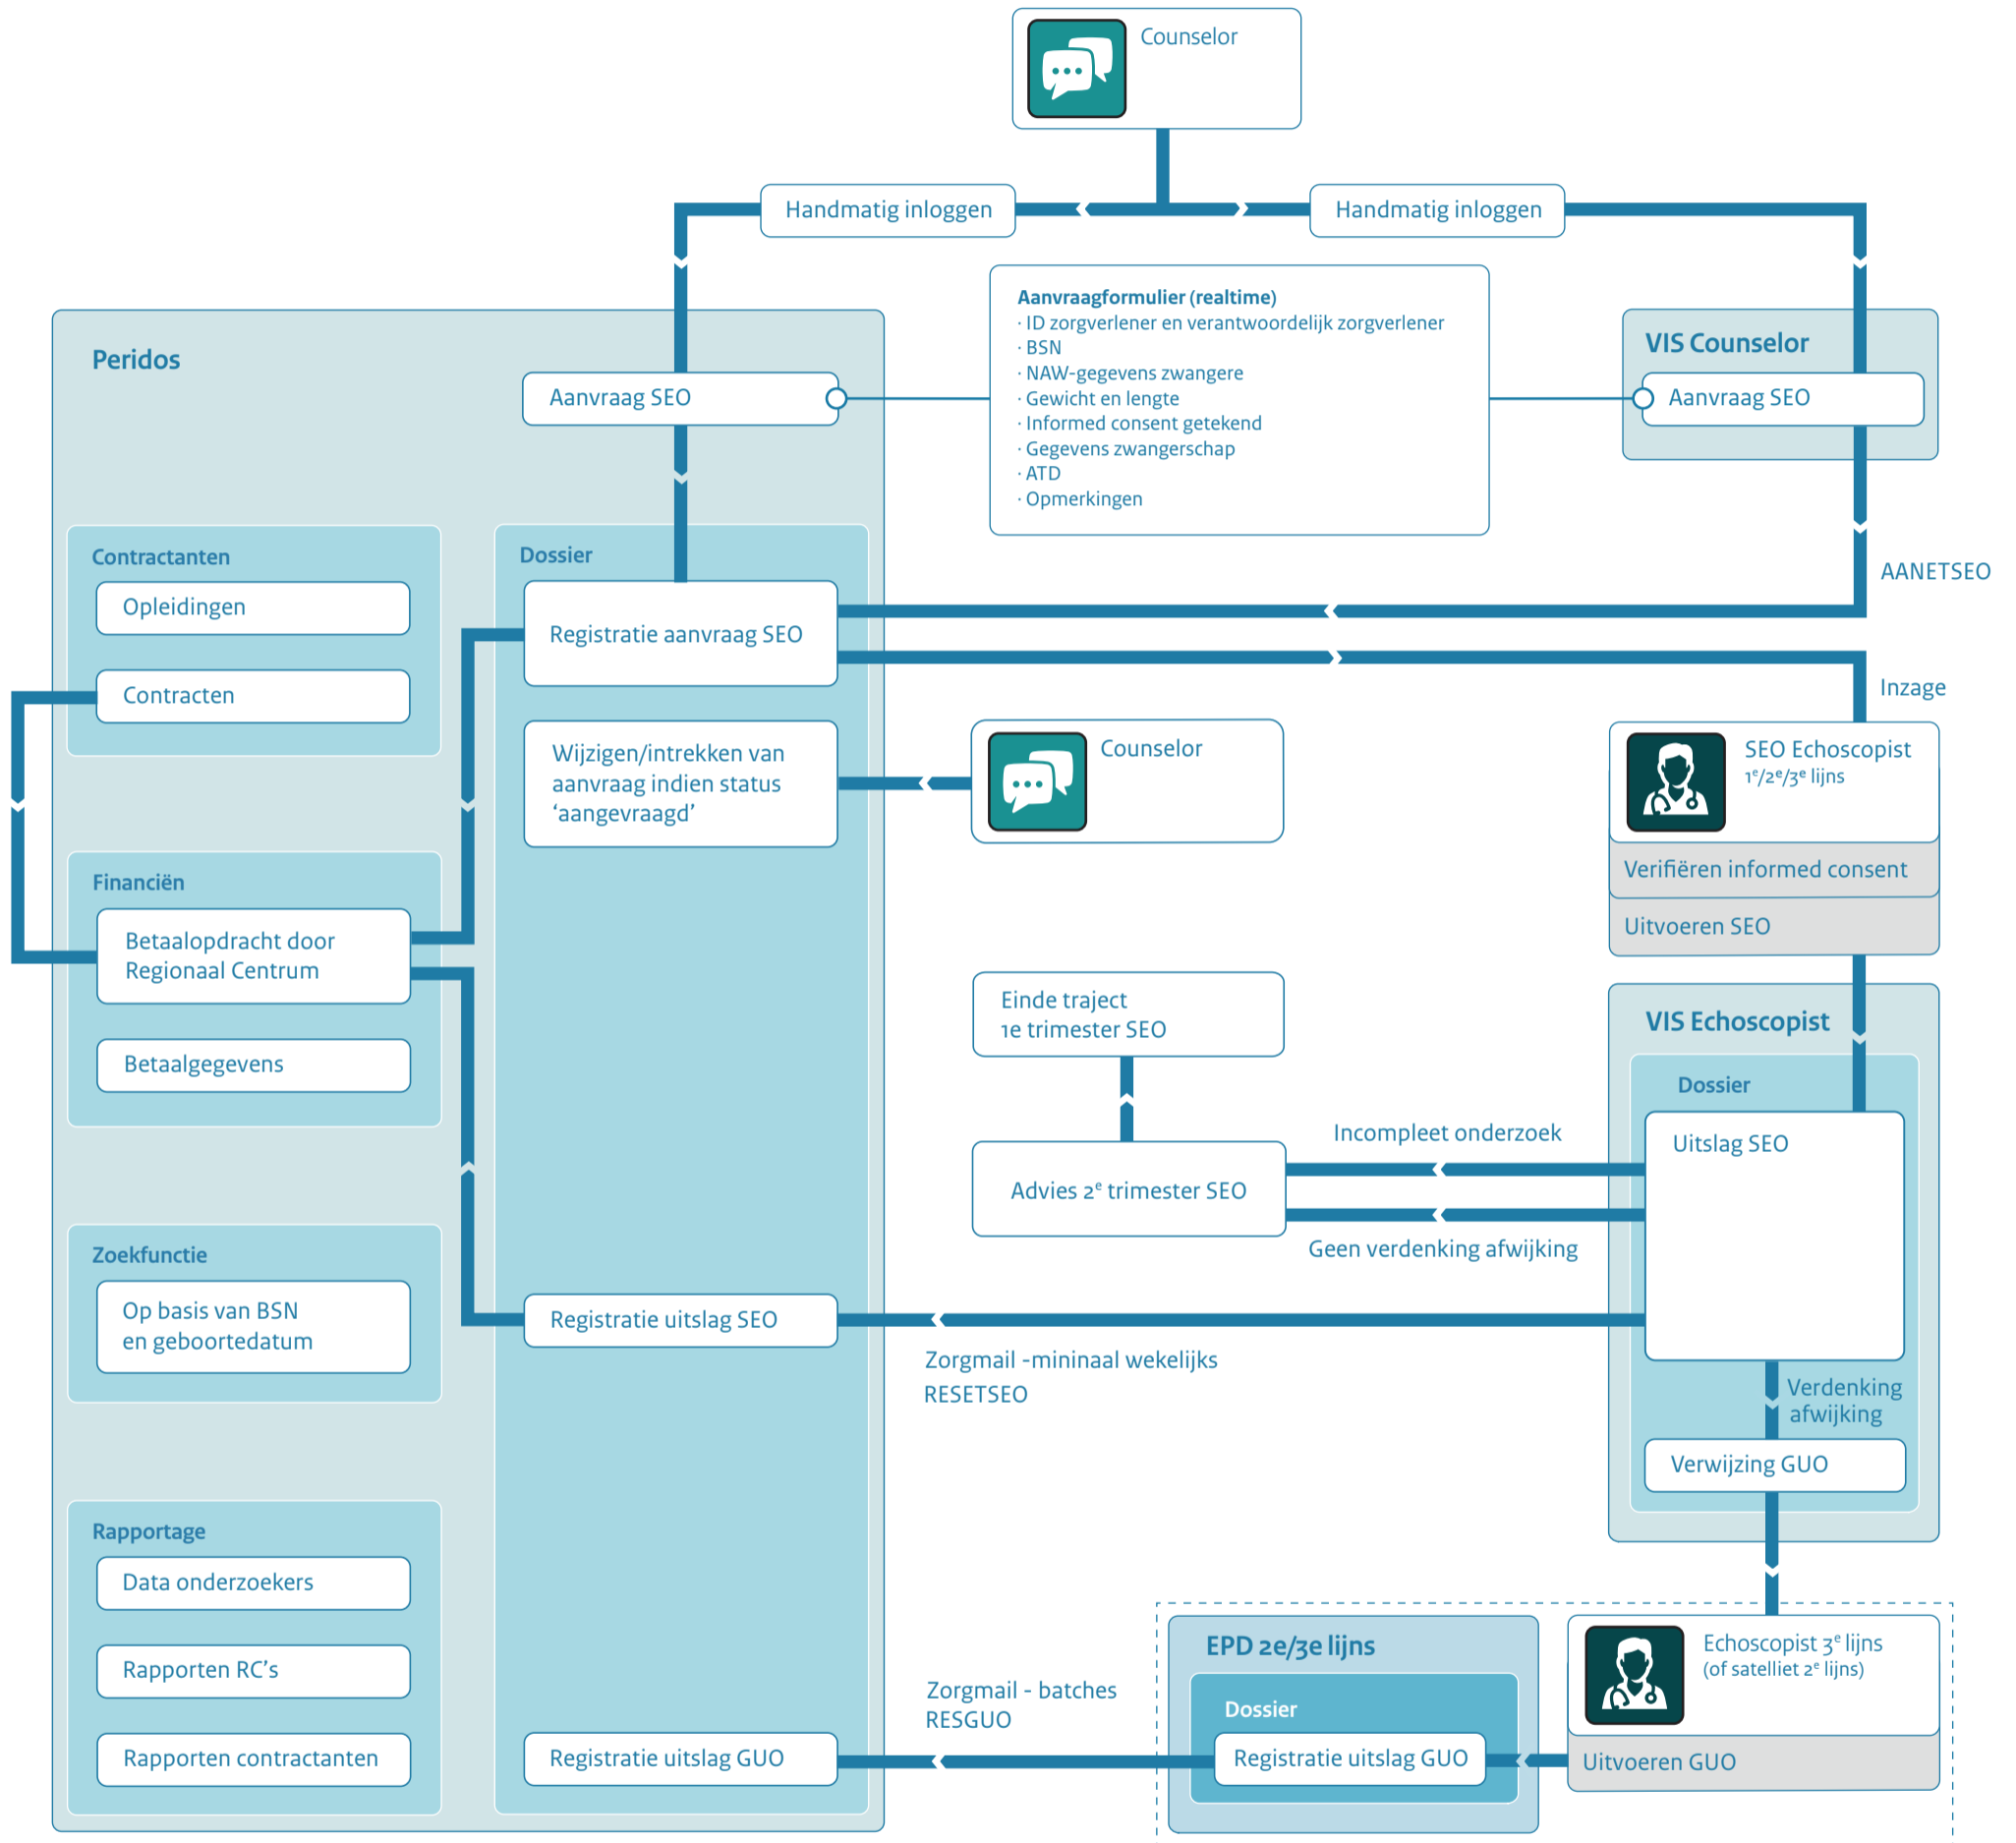 Counselor
Handmatig inloggen
Handmatig inloggen
Aanvraagformulier (realtime)
· ID zorgverlener en verantwoordelijk zorgverlener
· BSN
· NAW-gegevens zwangere
· Gewicht en lengte
· Informed consent getekend
· Gegevens zwangerschap
· ATD
· Opmerkingen
Peridos
Aanvraag SEO
VIS Counselor
Aanvraag SEO
AANETSEO
Contractanten
Opleidingen
Contracten
Dossier
Registratie aanvraag SEO
Wijzigen/intrekken van
aanvraag indien status
‘aangevraagd’
Counselor
Inzage
SEO Echoscopist
1e/2e/3e lijns
Verifiëren informed consent
Uitvoeren SEO
Financiën
Betaalopdracht door
Regionaal Centrum
Betaalgegevens
Einde traject
1e trimester SEO
Advies 2e trimester SEO
Incompleet onderzoek
Geen verdenking afwijking
VIS Echoscopist
Dossier
Uitslag SEO
Verdenking
afwijking
Verwijzing GUO
Zoekfunctie
Op basis van BSN
en geboortedatum
Registratie uitslag SEO
Zorgmail -mininaal wekelijks
RESETSEO
Rapportage
Data onderzoekers
Rapporten RC’s
Rapporten contractanten
Registratie uitslag GUO
Zorgmail - batches
RESGUO
EPD 2e/3e lijns
Dossier
Registratie uitslag GUO
Echoscopist 3e lijns
(of satelliet 2e lijns)
Uitvoeren GUO